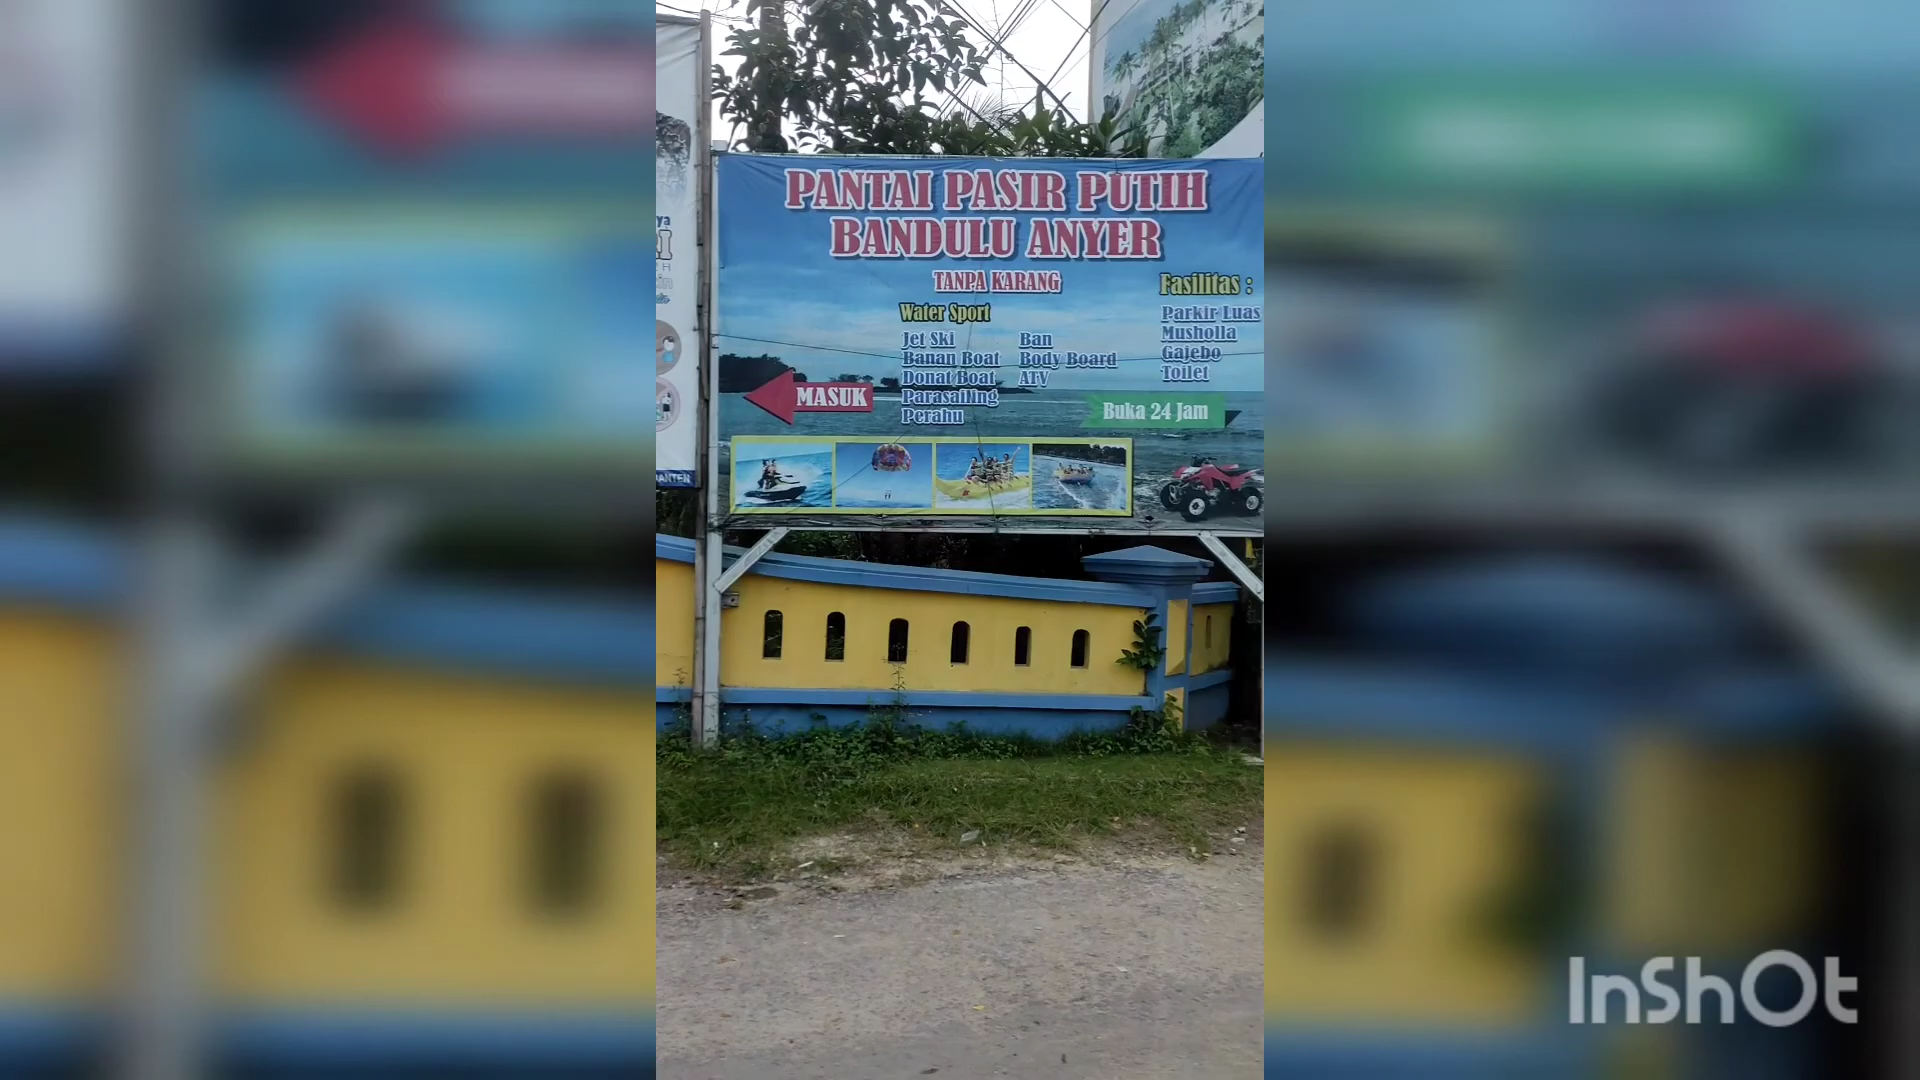 PANTAI PASIR PUTIH
BANDULU ANYER
TANPA KARANG
Water Sport
Jet Ski
Banan Boat
Donat Boat
Parasailing
Perahu
Ban
Body Board
ATV
Fasilitas :
Parkir Luas
Musholla
Gajebo
Toilet
MASUK
Buka 24 Jam
InShOt